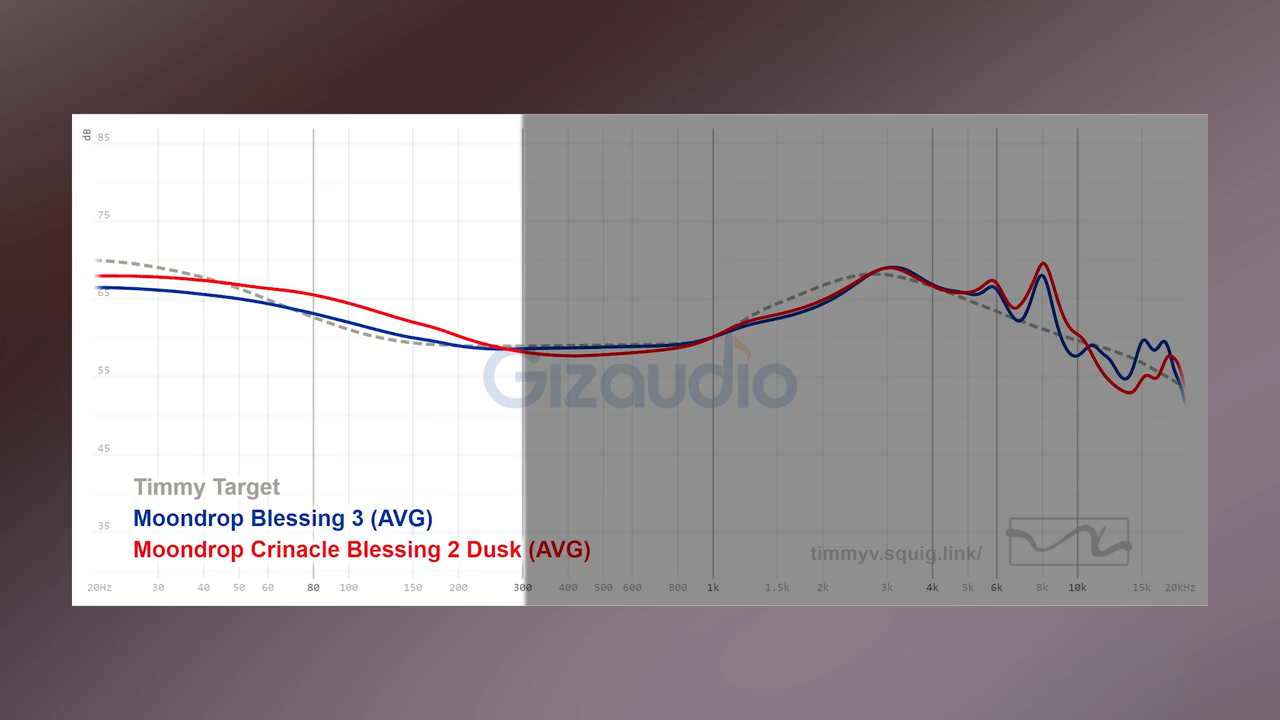 dB
85
75
65
55
45
35
Gizaudio
Timmy Target
Moondrop Blessing 3 (AVG)
Moondrop Crinacle Blessing 2 Dusk (AVG)
timmyv.squig.link/
20Hz 30 40 50 60 80 100 150 200 300 400 500 600 800 1k 1.5k 2k 3k 4k 5k 6k 8k 10k 15k 20kHz